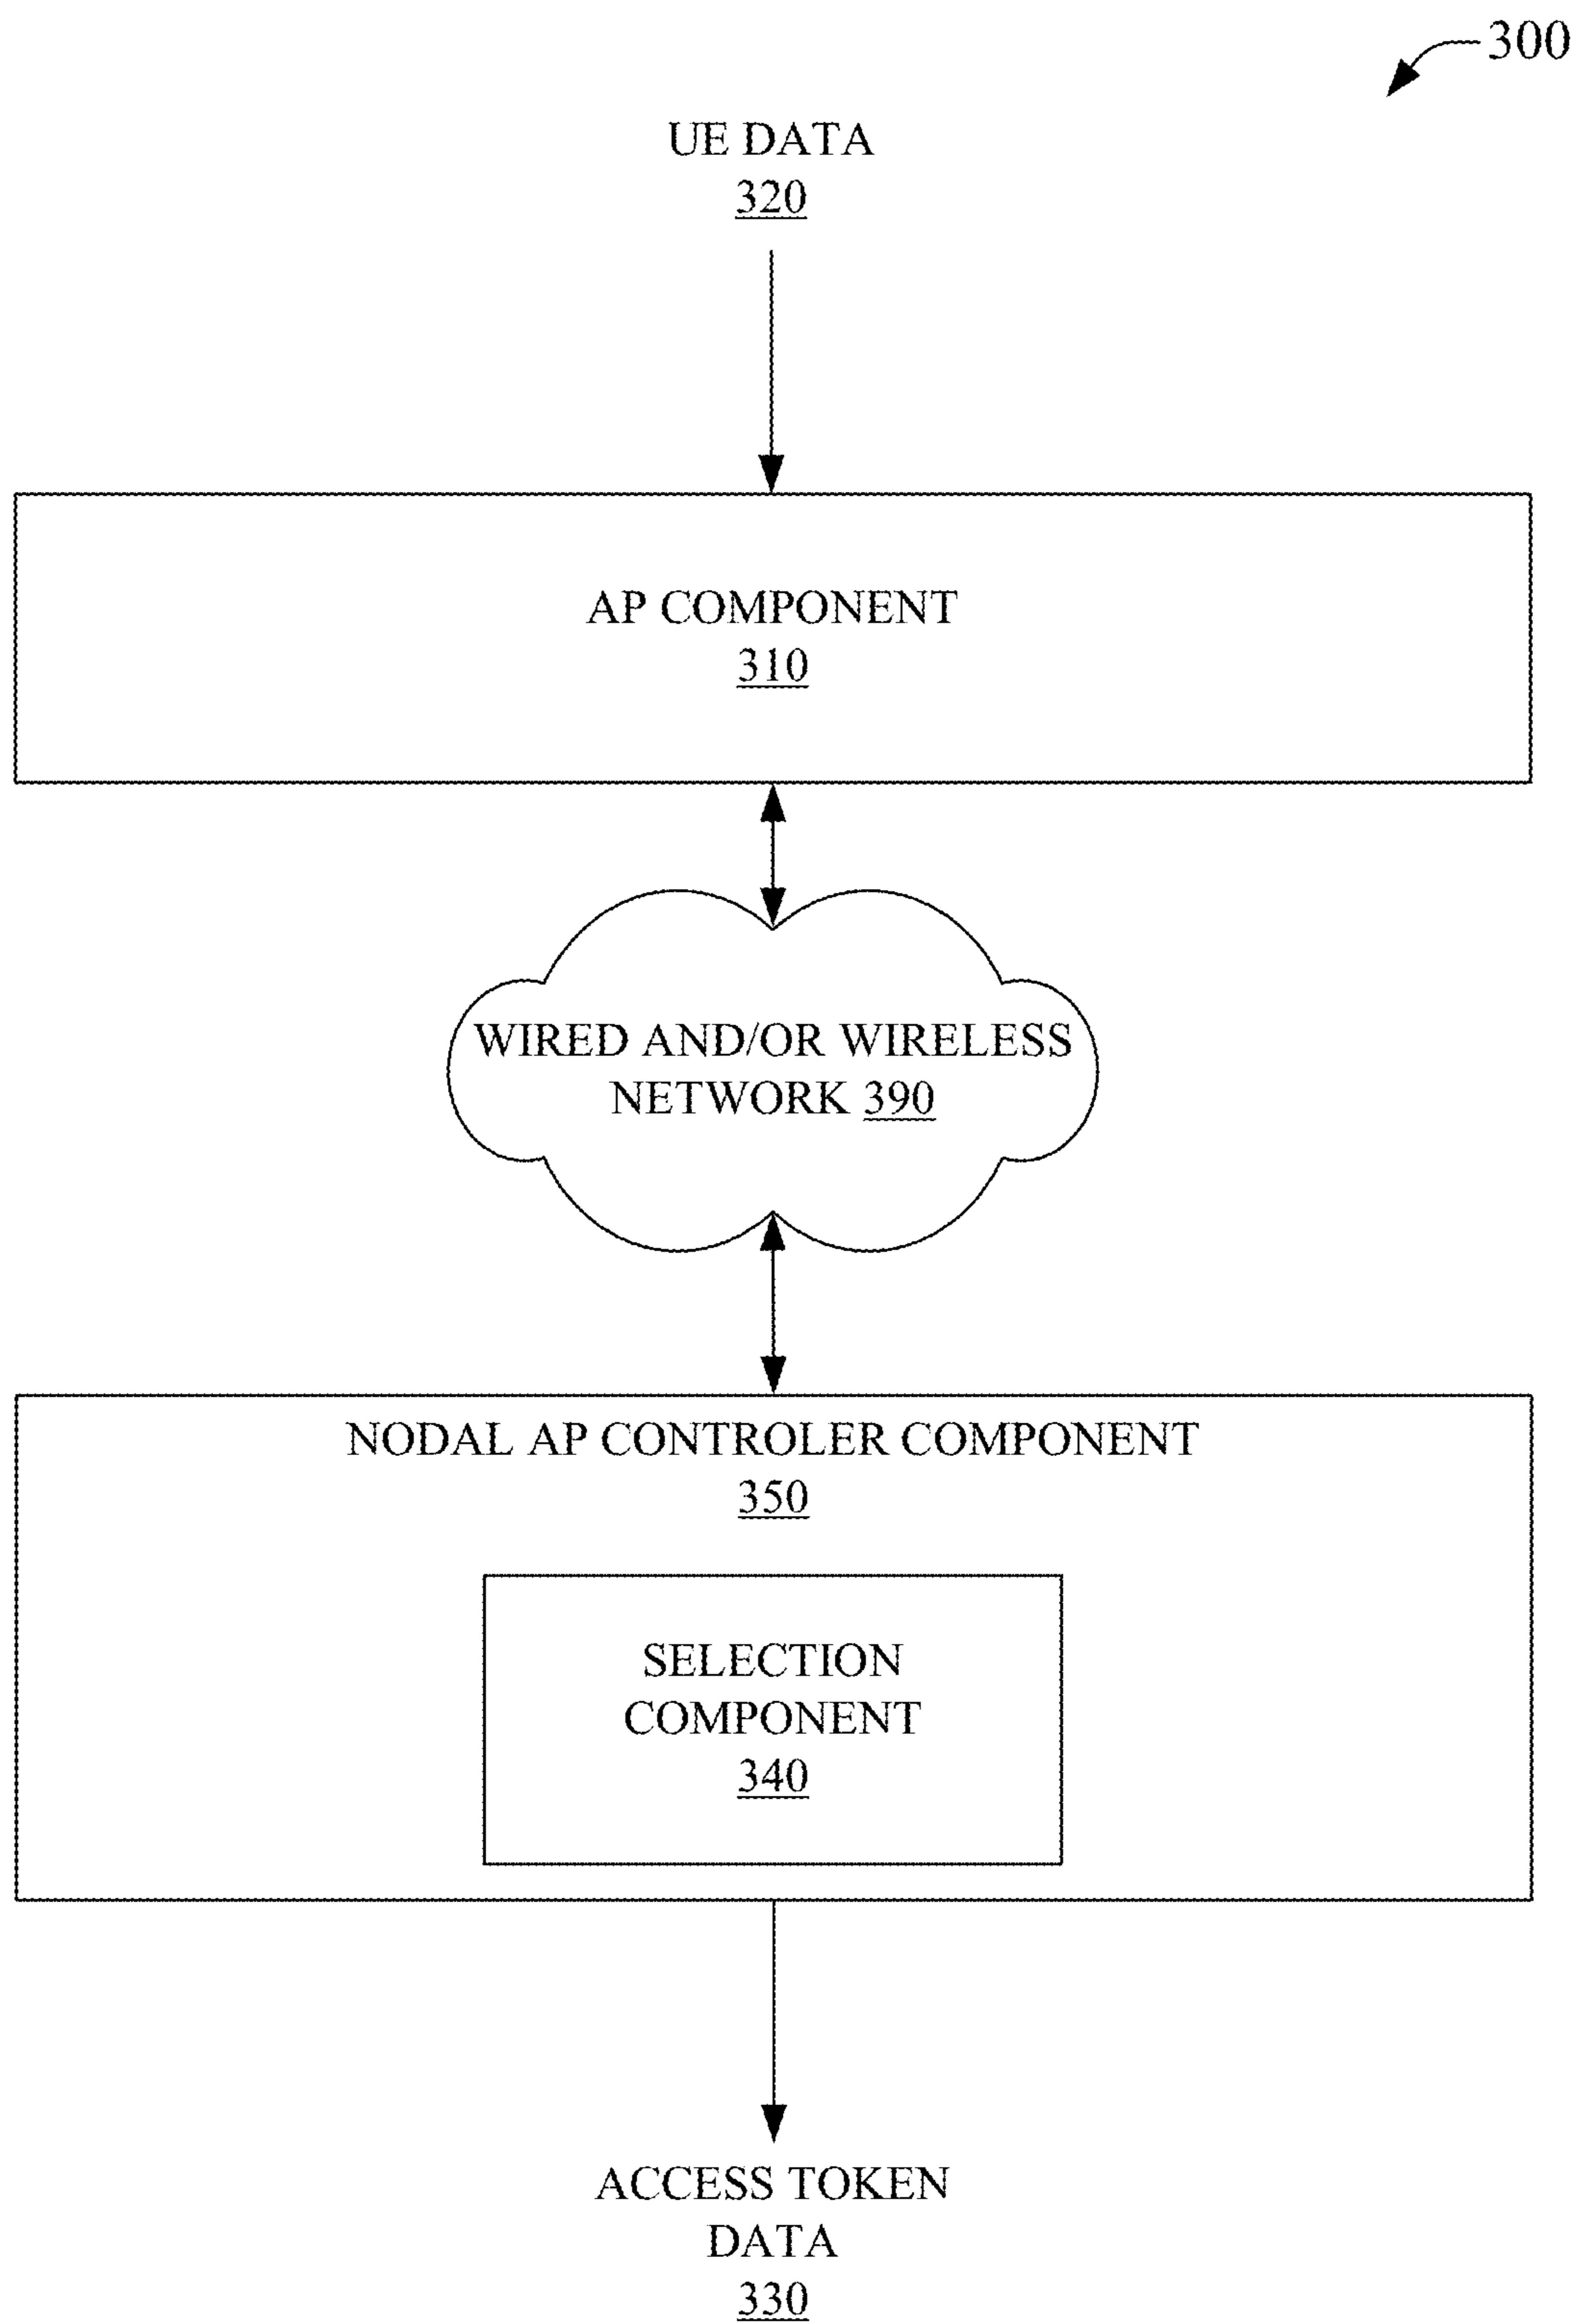 300
UE DATA
320
AP COMPONENT
310
WIRED AND/OR WIRELESS
NETWORK 390
NODAL AP CONTROLER COMPONENT
350
SELECTION
COMPONENT
340
ACCESS TOKEN
DATA
330